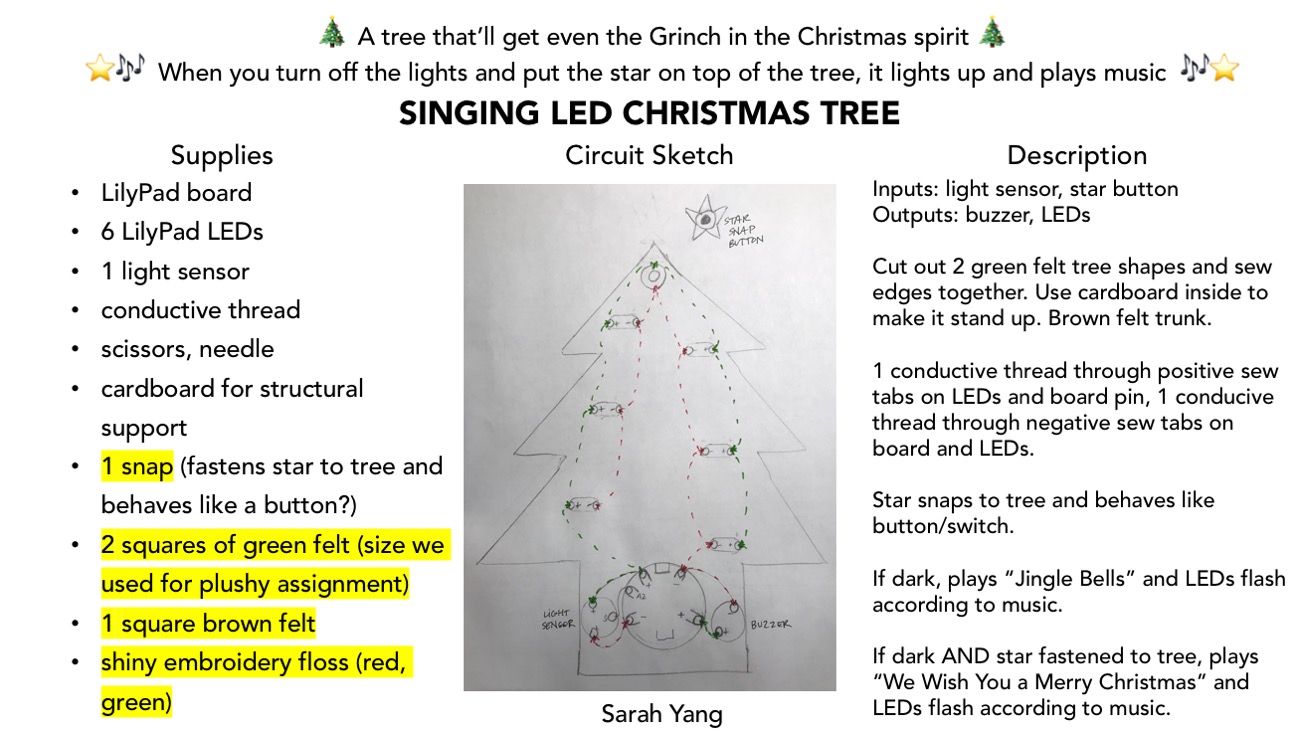 🎄 A tree that’ll get even the Grinch in the Christmas spirit 🎄
⭐🎶 When you turn off the lights and put the star on top of the tree, it lights up and plays music 🎶⭐
SINGING LED CHRISTMAS TREE
Supplies
• LilyPad board
• 6 LilyPad LEDs
• 1 light sensor
• conductive thread
• scissors, needle
• cardboard for structural
support
• 1 snap (fastens star to tree and
behaves like a button?)
• 2 squares of green felt (size we
used for plushy assignment)
• 1 square brown felt
• shiny embroidery floss (red,
green)
Circuit Sketch
STAR
SNAP
BUTTON
+ -
- +
+ -
- +
+ -
- +
+
-
A2
LIGHT
SENSOR
+
S
-
-
+
-
+
BUZZER
Sarah Yang
Description
Inputs: light sensor, star button
Outputs: buzzer, LEDs
Cut out 2 green felt tree shapes and sew
edges together. Use cardboard inside to
make it stand up. Brown felt trunk.
1 conductive thread through positive sew
tabs on LEDs and board pin, 1 conducive
thread through negative sew tabs on
board and LEDs.
Star snaps to tree and behaves like
button/switch.
If dark, plays “Jingle Bells” and LEDs flash
according to music.
If dark AND star fastened to tree, plays
“We Wish You a Merry Christmas” and
LEDs flash according to music.